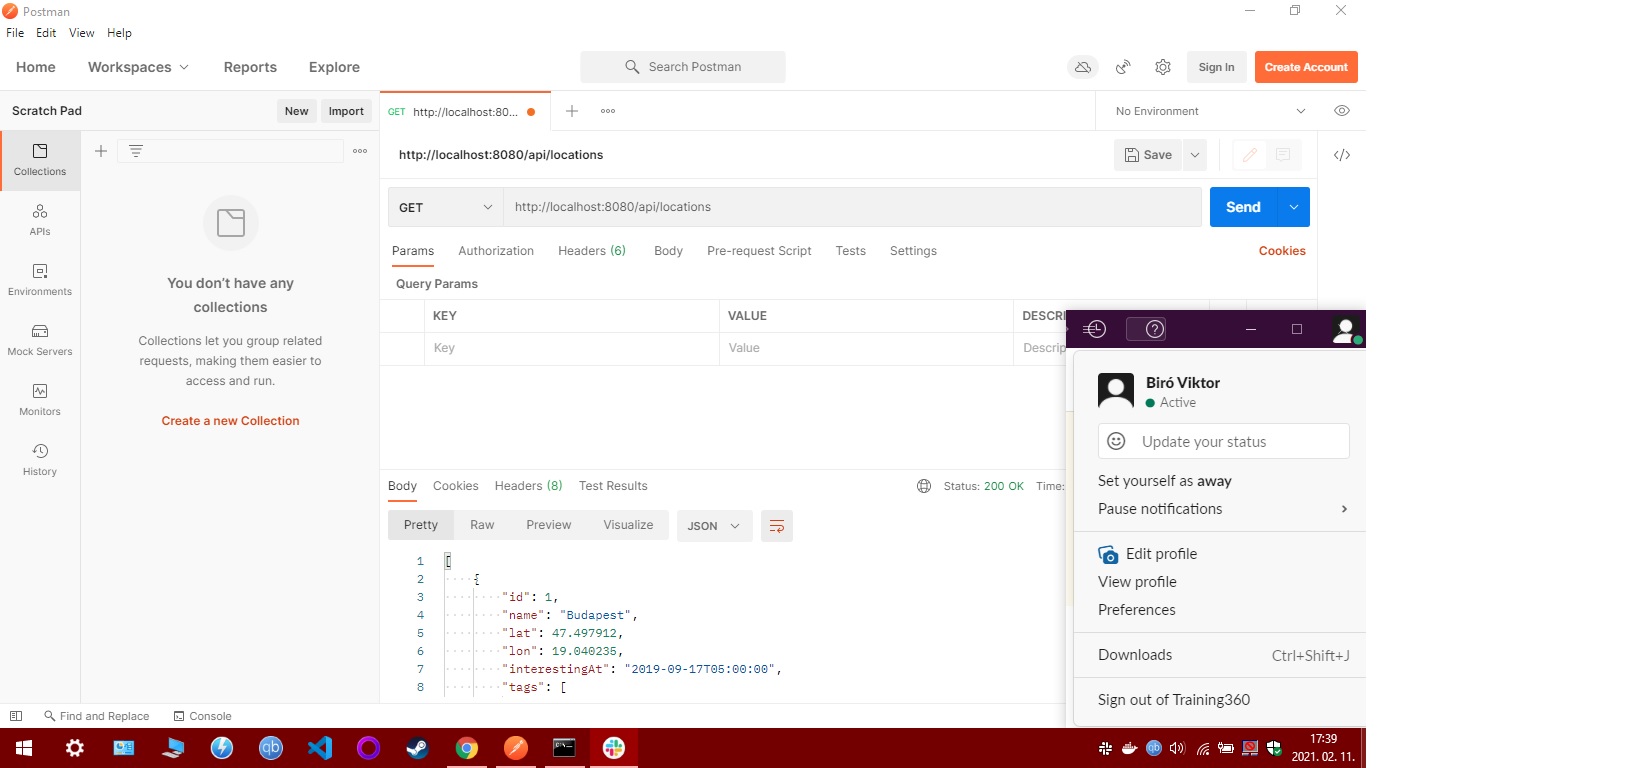 Postman
File Edit View Help
Home Workspaces Reports Explore Search Postman Sign In Create Account
Scratch Pad New Import GET http://localhost:80... No Environment
http://localhost:8080/api/locations Save
Collections
APIs
Environments
Mock Servers
Monitors
History
You don't have any
collections
Collections let you group related
requests, making them easier to
access and run.
Create a new Collection
GET http://localhost:8080/api/locations Send
Params Authorization Headers (6) Body Pre-request Script Tests Settings Cookies
Query Params
KEY VALUE DESCRI
Key Value Descrip
Body Cookies Headers (8) Test Results Status: 200 OK Time:
Pretty Raw Preview Visualize JSON
1 [
2 {
3 "id": 1,
4 "name": "Budapest",
5 "lat": 47.497912,
6 "lon": 19.040235,
7 "interestingAt": "2019-09-17T05:00:00",
8 "tags": [
Biró Viktor
Active
Update your status
Set yourself as away
Pause notifications
Edit profile
View profile
Preferences
Downloads Ctrl+Shift+J
Sign out of Training360
Find and Replace Console
qb
qb
17:39
2021. 02. 11.